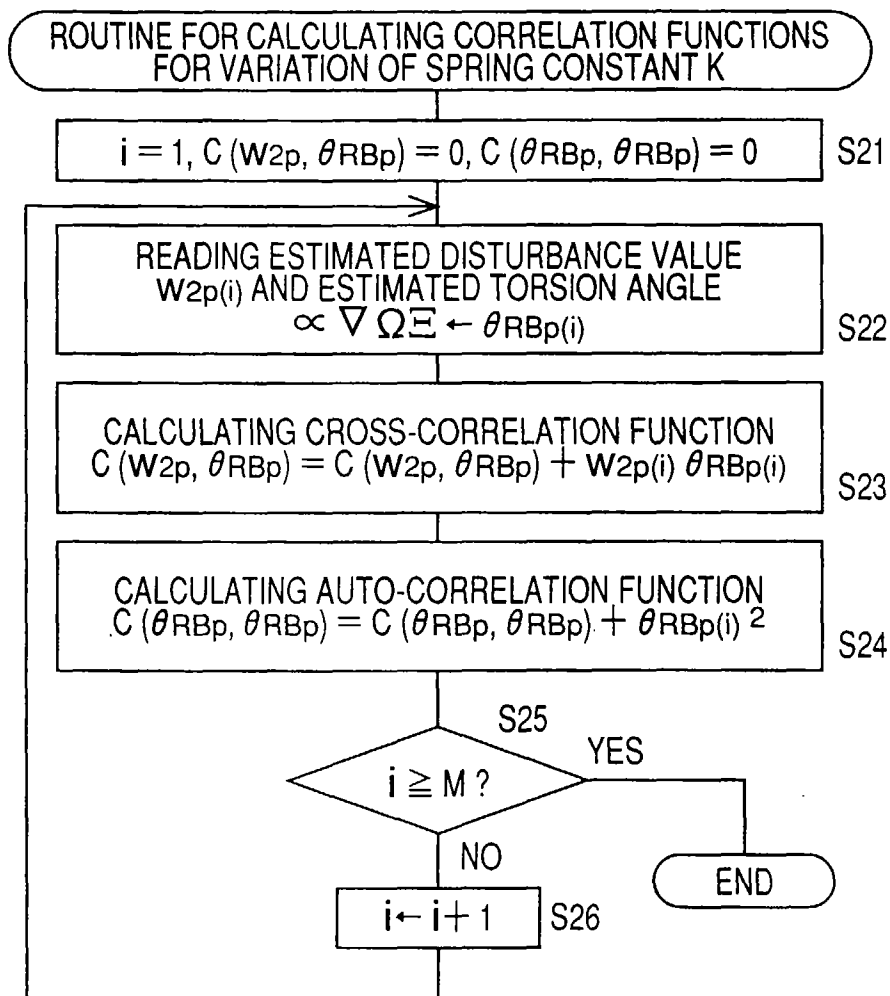 ROUTINE FOR CALCULATING CORRELATION FUNCTIONS
FOR VARIATION OF SPRING CONSTANT K
i = 1, C (W2p, θRBp) = 0, C (θRBp, θRBp) = 0
S21
READING ESTIMATED DISTURBANCE VALUE
W2p(i) AND ESTIMATED TORSION ANGLE
∝ ∇ ΩΞ ← θRBp(i)
S22
CALCULATING CROSS-CORRELATION FUNCTION
C (W2p, θRBp) = C (W2p, θRBp) + W2p(i) θRBp(i)
S23
CALCULATING AUTO-CORRELATION FUNCTION
C (θRBp, θRBp) = C (θRBp, θRBp) + θRBp(i) 2
S24
S25
i ≧ M ?
YES
NO
END
i ← i + 1
S26